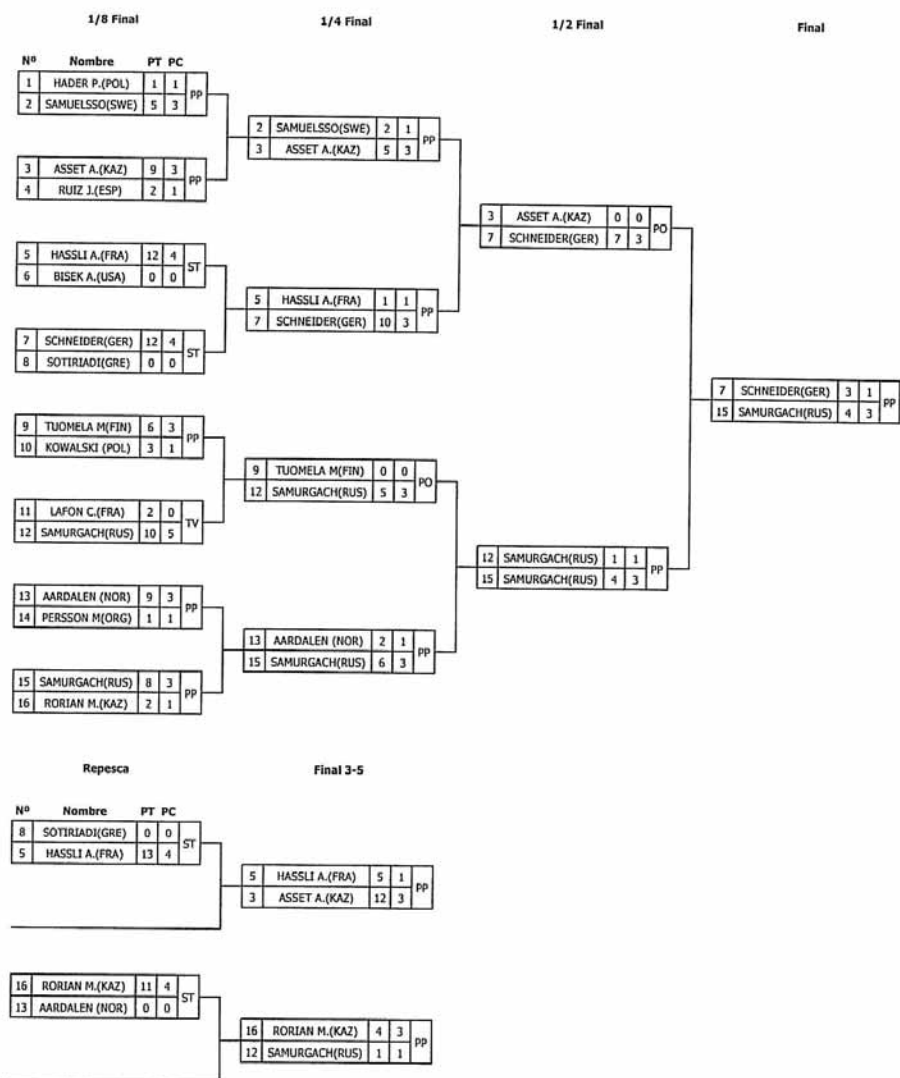 1/8 Final 1/4 Final 1/2 Final Final
Nº Nombre PT PC
1 HADER P.(POL) 1 1 PP
2 SAMUELSSO(SWE) 5 3
2 SAMUELSSO(SWE) 2 1 PP
3 ASSET A.(KAZ) 5 3
3 ASSET A.(KAZ) 9 3 PP
4 RUIZ J.(ESP) 2 1
3 ASSET A.(KAZ) 0 0 PO
7 SCHNEIDER(GER) 7 3
5 HASSLI A.(FRA) 12 4 ST
6 BISEK A.(USA) 0 0
5 HASSLI A.(FRA) 1 1 PP
7 SCHNEIDER(GER) 10 3
7 SCHNEIDER(GER) 12 4 ST
8 SOTIRIADI(GRE) 0 0
7 SCHNEIDER(GER) 3 1 PP
15 SAMURGACH(RUS) 4 3
9 TUOMELA M(FIN) 6 3 PP
10 KOWALSKI (POL) 3 1
9 TUOMELA M(FIN) 0 0 PO
12 SAMURGACH(RUS) 5 3
11 LAFON C.(FRA) 2 0 TV
12 SAMURGACH(RUS) 10 5
12 SAMURGACH(RUS) 1 1 PP
15 SAMURGACH(RUS) 4 3
13 AARDALEN (NOR) 9 3 PP
14 PERSSON M(ORG) 1 1
13 AARDALEN (NOR) 2 1 PP
15 SAMURGACH(RUS) 6 3
15 SAMURGACH(RUS) 8 3 PP
16 RORIAN M.(KAZ) 2 1
Repesca Final 3-5
Nº Nombre PT PC
8 SOTIRIADI(GRE) 0 0 ST
5 HASSLI A.(FRA) 13 4
5 HASSLI A.(FRA) 5 1 PP
3 ASSET A.(KAZ) 12 3
16 RORIAN M.(KAZ) 11 4 ST
13 AARDALEN (NOR) 0 0
16 RORIAN M.(KAZ) 4 3 PP
12 SAMURGACH(RUS) 1 1